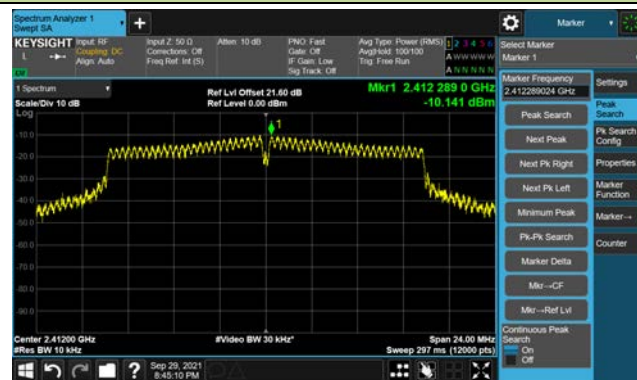 Spectrum Analyzer 1
Swept SA
+
Marker
KEYSIGHT
L
Input: RF
Coupling: DC
Align: Auto
Input Z: 50 Ω
Corrections: Off
Freq Ref: Int (S)
Atten: 10 dB
PNO: Fast
Gate: Off
IF Gain: Low
Sig Track: Off
Avg Type: Power (RMS)
Avg|Hold: 100/100
Trig: Free Run
1 2 3 4 5 6
A W W W W W
A N N N N N
Select Marker
Marker 1
1 Spectrum
Scale/Div 10 dB
Log
Ref Lvl Offset 21.60 dB
Ref Level 0.00 dBm
Mkr1 2.412 289 0 GHz
-10.141 dBm
1
-10.0
-20.0
-30.0
-40.0
-50.0
-60.0
-70.0
-80.0
-90.0
Center 2.41200 GHz
#Res BW 10 kHz
#Video BW 30 kHz*
Span 24.00 MHz
Sweep 297 ms (12000 pts)
Marker Frequency
2.412289024 GHz
Peak Search
Next Peak
Next Pk Right
Next Pk Left
Minimum Peak
Pk-Pk Search
Marker Delta
Mkr→CF
Mkr→Ref Lvl
Continuous Peak
Search
On
Off
Settings
Peak
Search
Pk Search
Config
Properties
Marker
Function
Marker→
Counter
?
Sep 29, 2021
8:45:10 PM